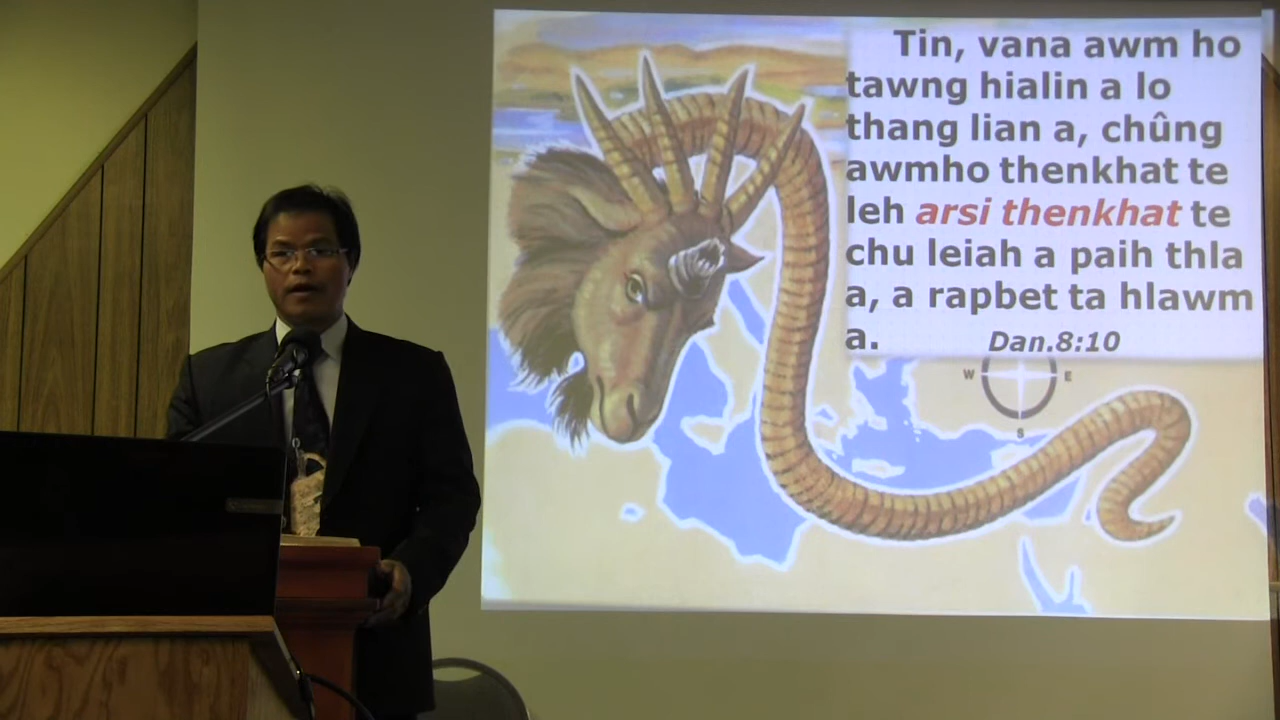 Tin, vana awm ho
tawng hialin a lo
thang lian a, chûng
awmho thenkhat te
leh arsi thenkhat te
chu leiah a paih thla
a, a rapbet ta hlawm
a. Dan.8:10
W E
S